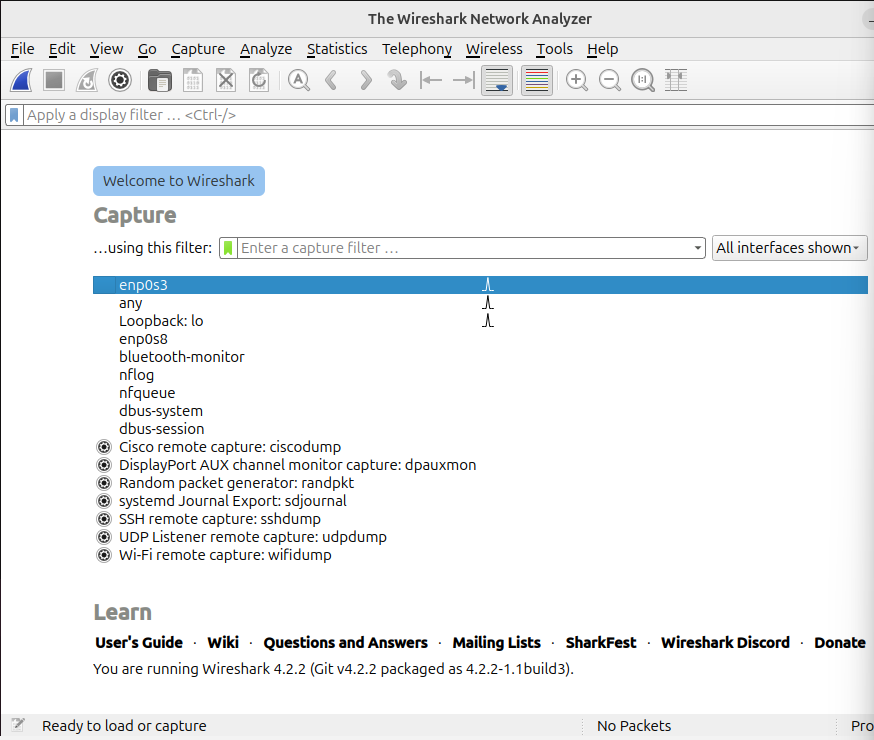 The Wireshark Network Analyzer
File Edit View Go Capture Analyze Statistics Telephony Wireless Tools Help
Apply a display filter … <Ctrl-/>
Welcome to Wireshark
Capture
…using this filter: Enter a capture filter … All interfaces shown
enp0s3
any
Loopback: lo
enp0s8
bluetooth-monitor
nflog
nfqueue
dbus-system
dbus-session
Cisco remote capture: ciscodump
DisplayPort AUX channel monitor capture: dpauxmon
Random packet generator: randpkt
systemd Journal Export: sdjournal
SSH remote capture: sshdump
UDP Listener remote capture: udpdump
Wi-Fi remote capture: wifidump
Learn
User's Guide · Wiki · Questions and Answers · Mailing Lists · SharkFest · Wireshark Discord · Donate
You are running Wireshark 4.2.2 (Git v4.2.2 packaged as 4.2.2-1.1build3).
Ready to load or capture No Packets Pro